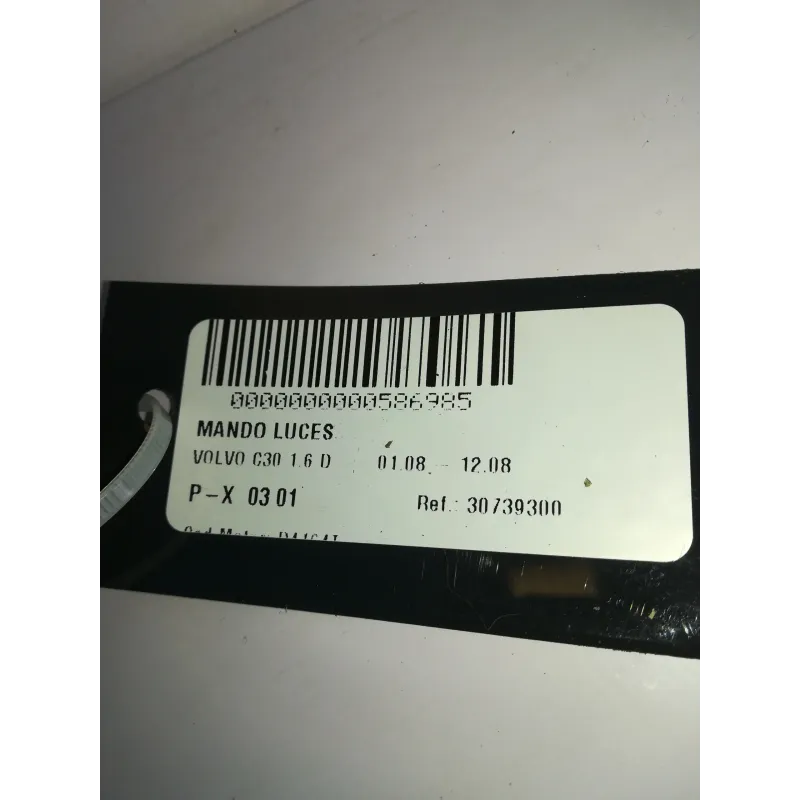 0000000000586985
MANDO LUCES
VOLVO C30 1.6 D 01.08 - 12.08
P-X 03 01 Ref.: 30739300